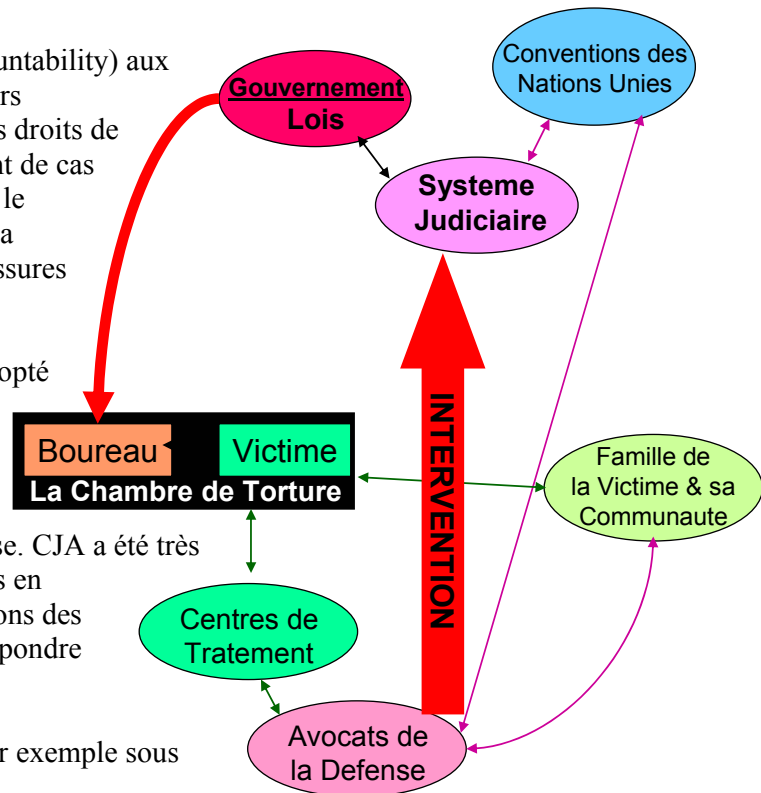 untability) aux
rs
s droits de
nt de cas
le
a
ssures
opté
se. CJA a été très
s en
ons des
pondre
r exemple sous
Gouvernement
Lois
Conventions des
Nations Unies
Systeme
Judiciaire
INTERVENTION
Boureau
Victime
La Chambre de Torture
Famille de
la Victime & sa
Communaute
Centres de
Tratement
Avocats de
la Defense